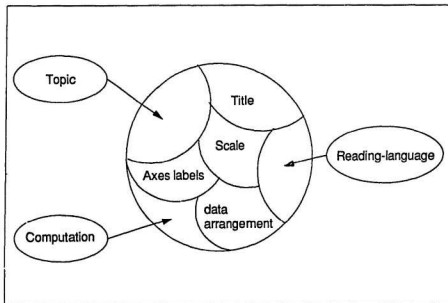 Topic
Title
Scale
Reading-language
Axes labels
data
arrangement
Computation